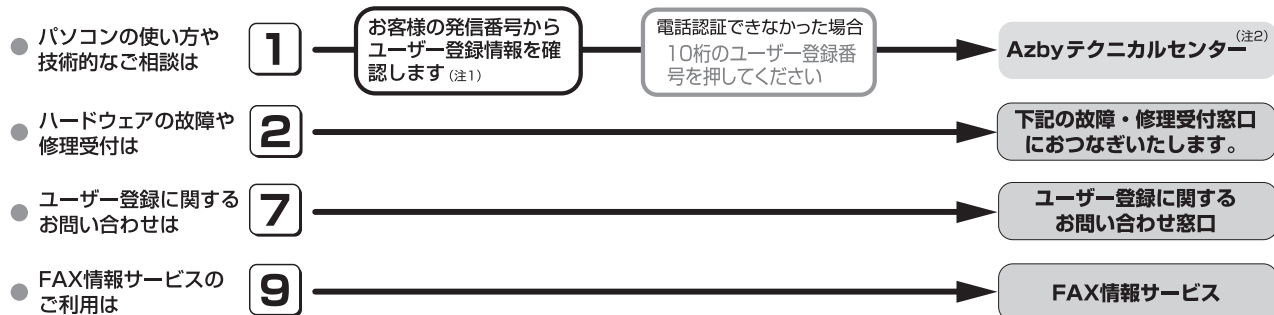 パソコンの使い方や
技術的なご相談は
1
お客様の発信番号から
ユーザー登録情報を確
認します(注1)
電話認証できなかった場合
10桁のユーザー登録番
号を押してください
Azbyテクニカルセンター(注2)
ハードウェアの故障や
修理受付は
2
下記の故障・修理受付窓口
におつなぎいたします。
ユーザー登録に関する
お問い合わせは
7
ユーザー登録に関する
お問い合わせ窓口
FAX情報サービスの
ご利用は
9
FAX情報サービス